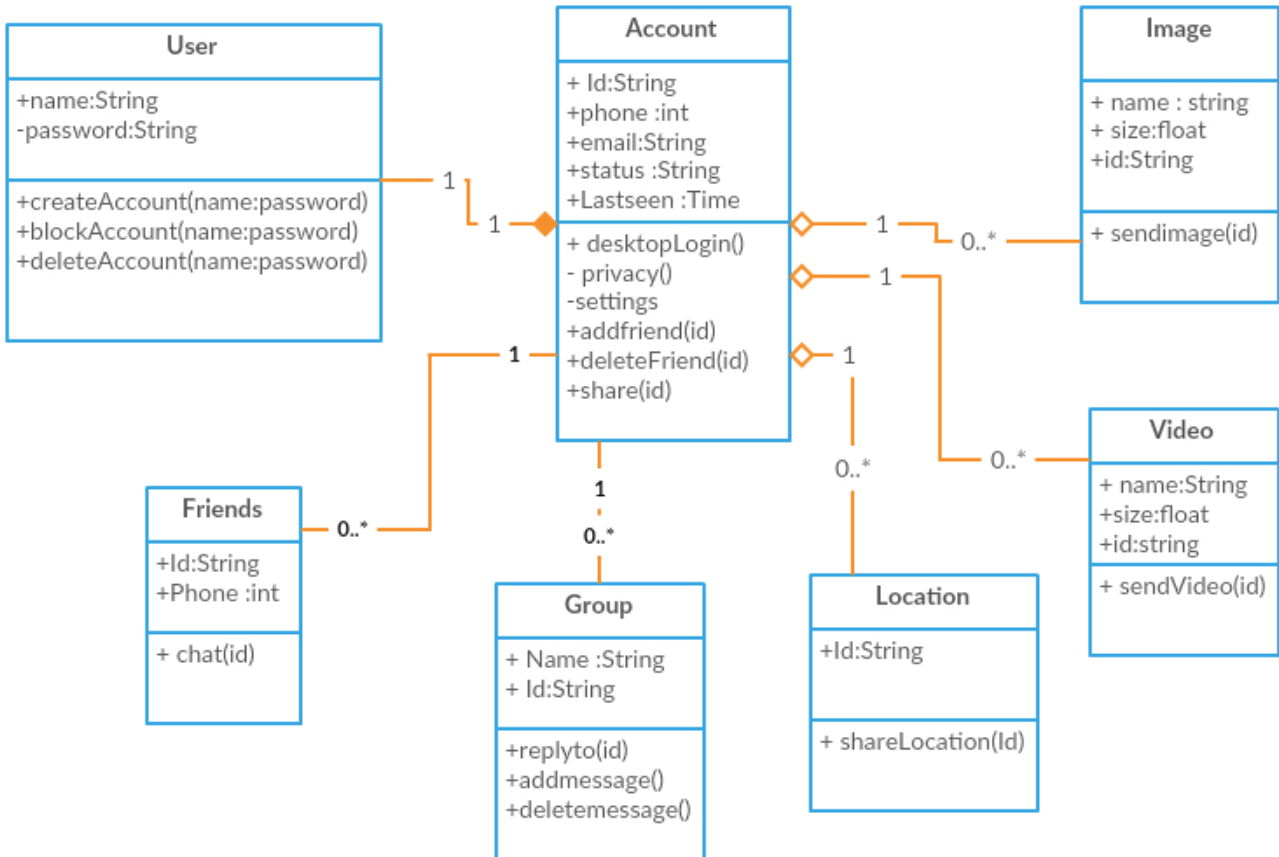 User
+name:String
-password:String
+createAccount(name:password)
+blockAccount(name:password)
+deleteAccount(name:password)
1
1
Account
+ Id:String
+phone :int
+email:String
+status :String
+Lastseen :Time
+ desktopLogin()
- privacy()
-settings
+addfriend(id)
+deleteFriend(id)
+share(id)
1
0..*
Image
+ name : string
+ size:float
+id:String
+ sendimage(id)
1
0..*
Video
+ name:String
+size:float
+id:string
+ sendVideo(id)
1
0..*
Location
+Id:String
+ shareLocation(Id)
1
0..*
Friends
+Id:String
+Phone :int
+ chat(id)
1
0..*
Group
+ Name :String
+ Id:String
+replyto(id)
+addmessage()
+deletemessage()